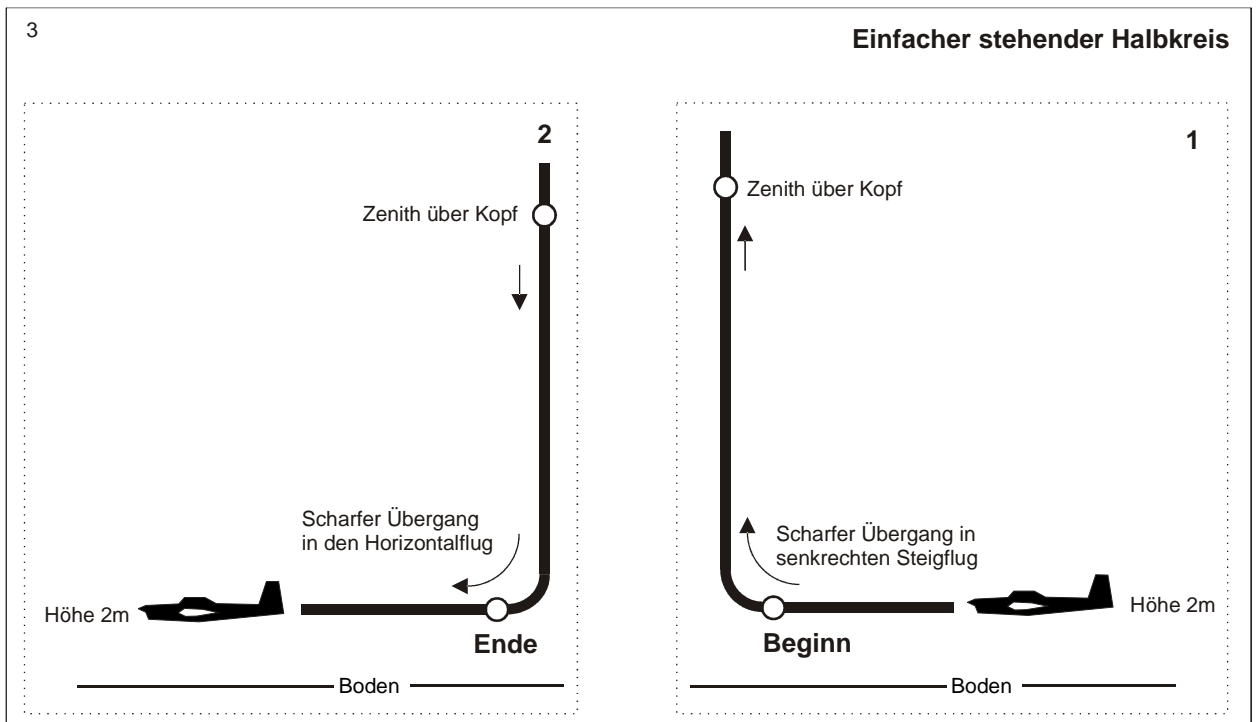 3
Einfacher stehender Halbkreis
2
Zenith über Kopf
Scharfer Übergang
in den Horizontalflug
Höhe 2m
Ende
Boden
1
Zenith über Kopf
Scharfer Übergang in
senkrechten Steigflug
Höhe 2m
Beginn
Boden